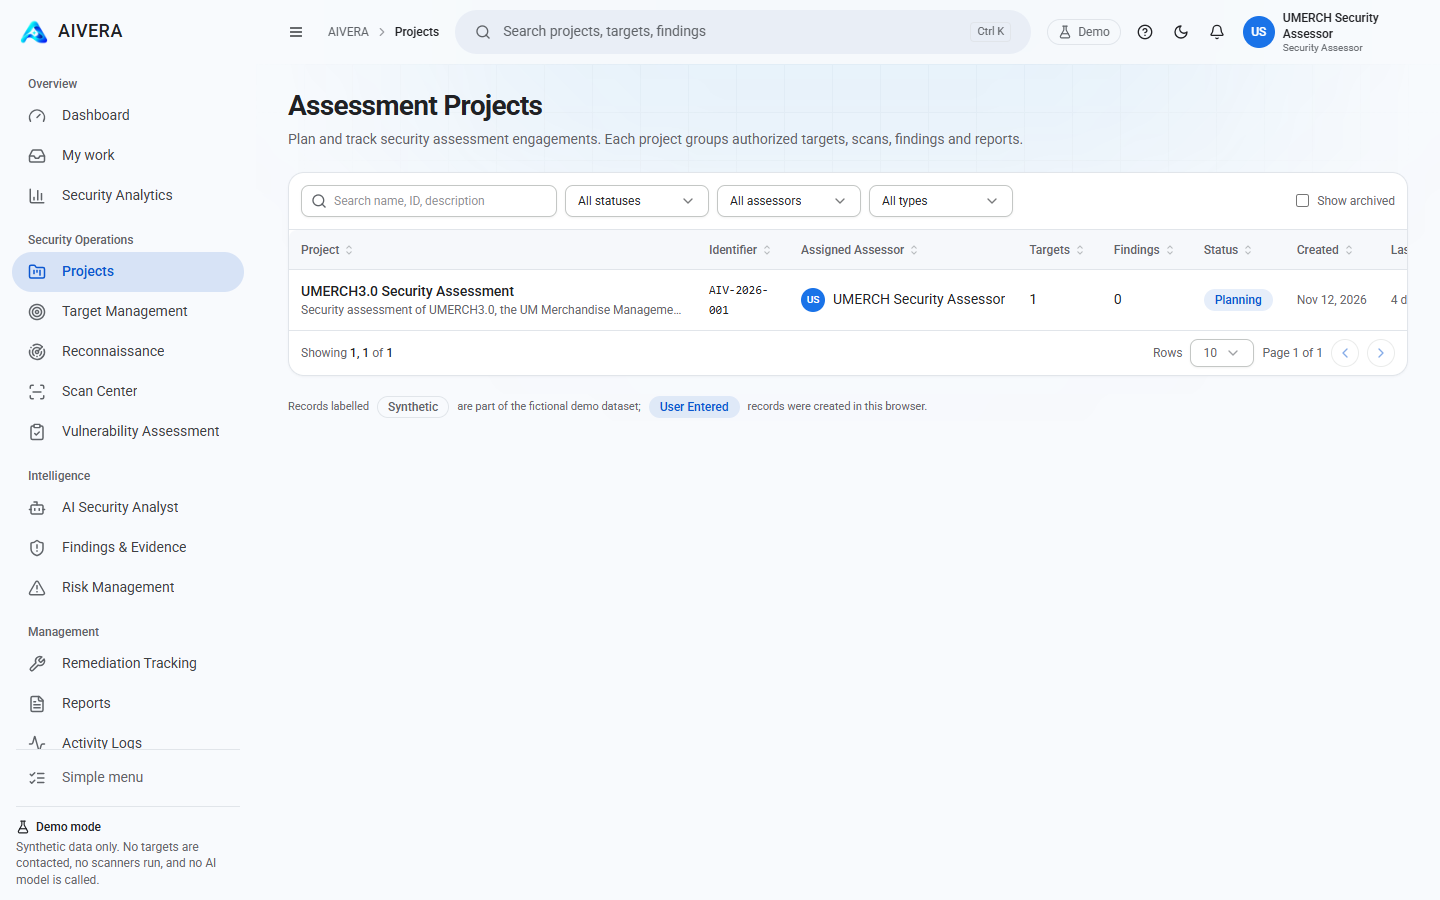 AIVERA
AIVERA > Projects
Search projects, targets, findings
Ctrl K
Demo
US
UMERCH Security
Assessor
Security Assessor
Overview
Dashboard
My work
Security Analytics
Security Operations
Projects
Target Management
Reconnaissance
Scan Center
Vulnerability Assessment
Intelligence
AI Security Analyst
Findings & Evidence
Risk Management
Management
Remediation Tracking
Reports
Activity Logs
Simple menu
Demo mode
Synthetic data only. No targets are
contacted, no scanners run, and no AI
model is called.
Assessment Projects
Plan and track security assessment engagements. Each project groups authorized targets, scans, findings and reports.
Search name, ID, description
All statuses
All assessors
All types
Show archived
Project Identifier Assigned Assessor Targets Findings Status Created Las
UMERCH3.0 Security Assessment
Security assessment of UMERCH3.0, the UM Merchandise Manageme...
AIV-2026-
001
US UMERCH Security Assessor 1 0 Planning Nov 12, 2026 4 d
Showing 1, 1 of 1
Rows 10 Page 1 of 1
Records labelled Synthetic are part of the fictional demo dataset; User Entered records were created in this browser.